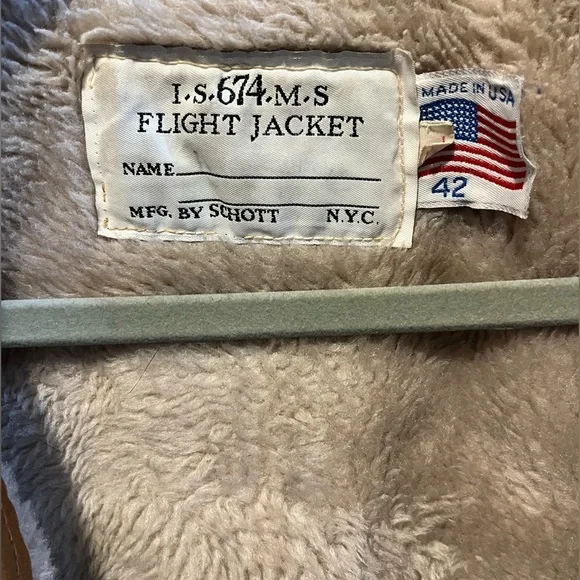 I.S.674.M.S
FLIGHT JACKET
NAME
MFG. BY SCHOTT N.Y.C.
MADE IN USA
42